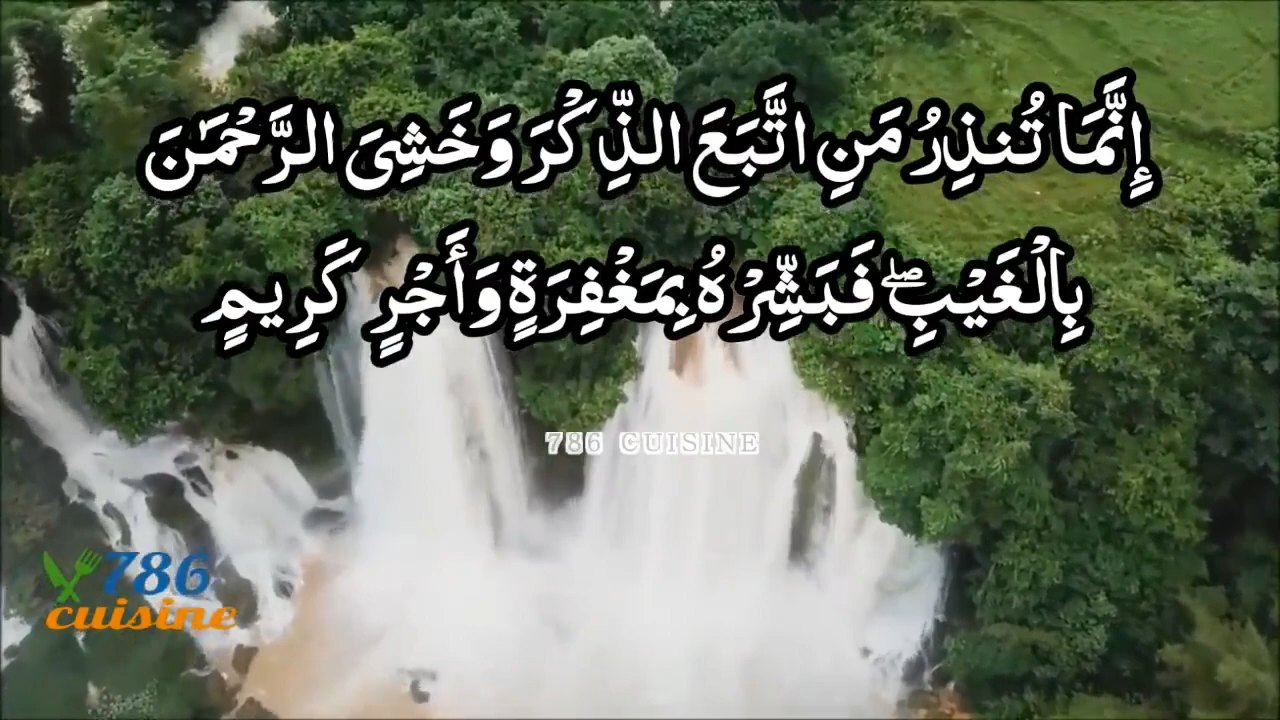 إِنَّمَا تُنذِرُ مَنِ اتَّبَعَ الذِّكْرَ وَخَشِىَ الرَّحْمَٰنَ
بِالْغَيْبِ ۖ فَبَشِّرْهُ بِمَغْفِرَةٍ وَأَجْرٍ كَرِيمٍ
786 CUISINE
786
cuisine